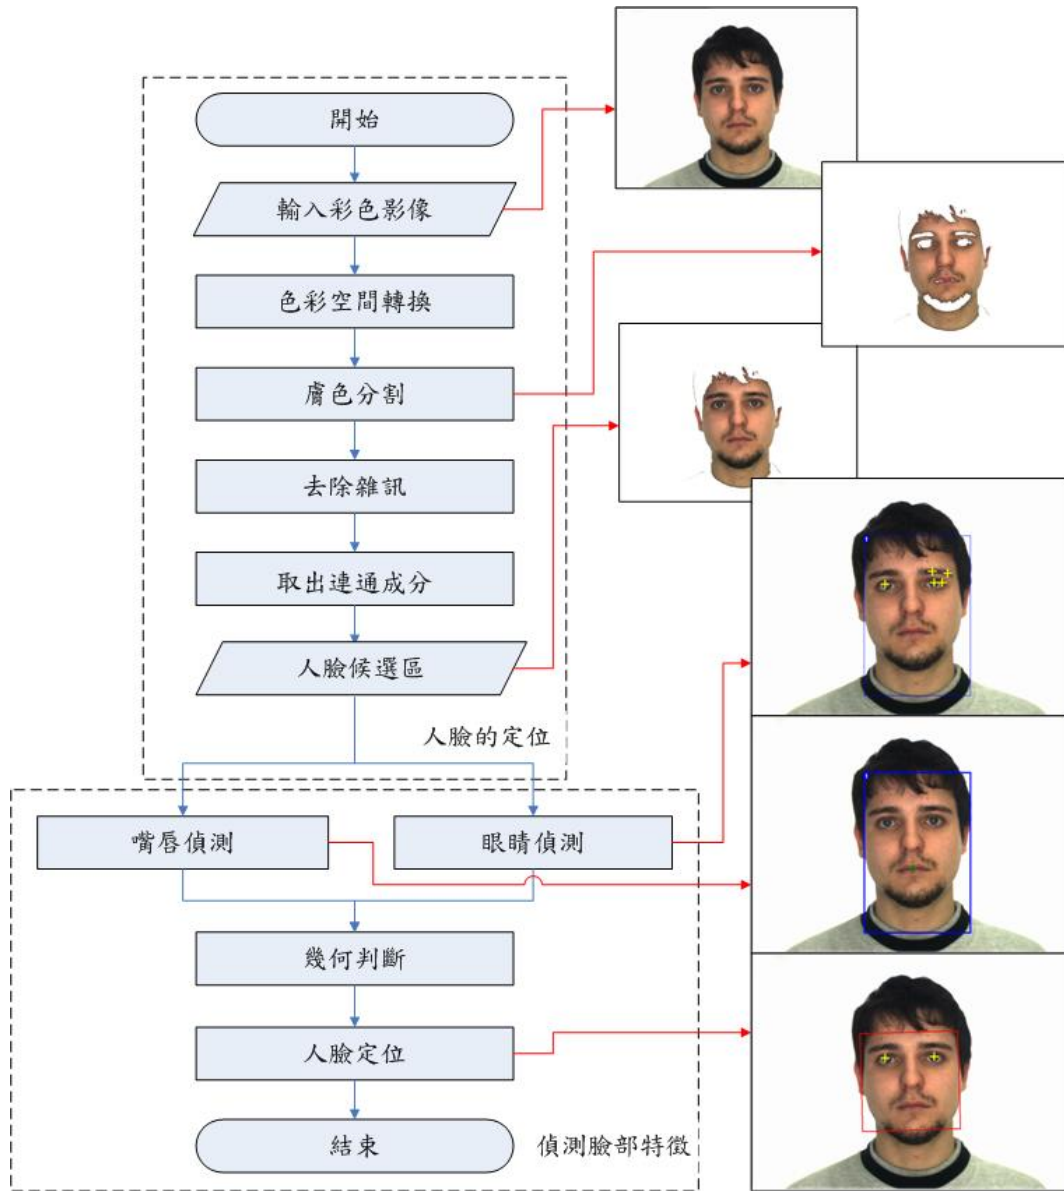 開始
輸入彩色影像
色彩空間轉換
膚色分割
去除雜訊
取出連通成分
人臉候選區
人臉的定位
嘴唇偵測
眼睛偵測
幾何判斷
人臉定位
結束
偵測臉部特徵